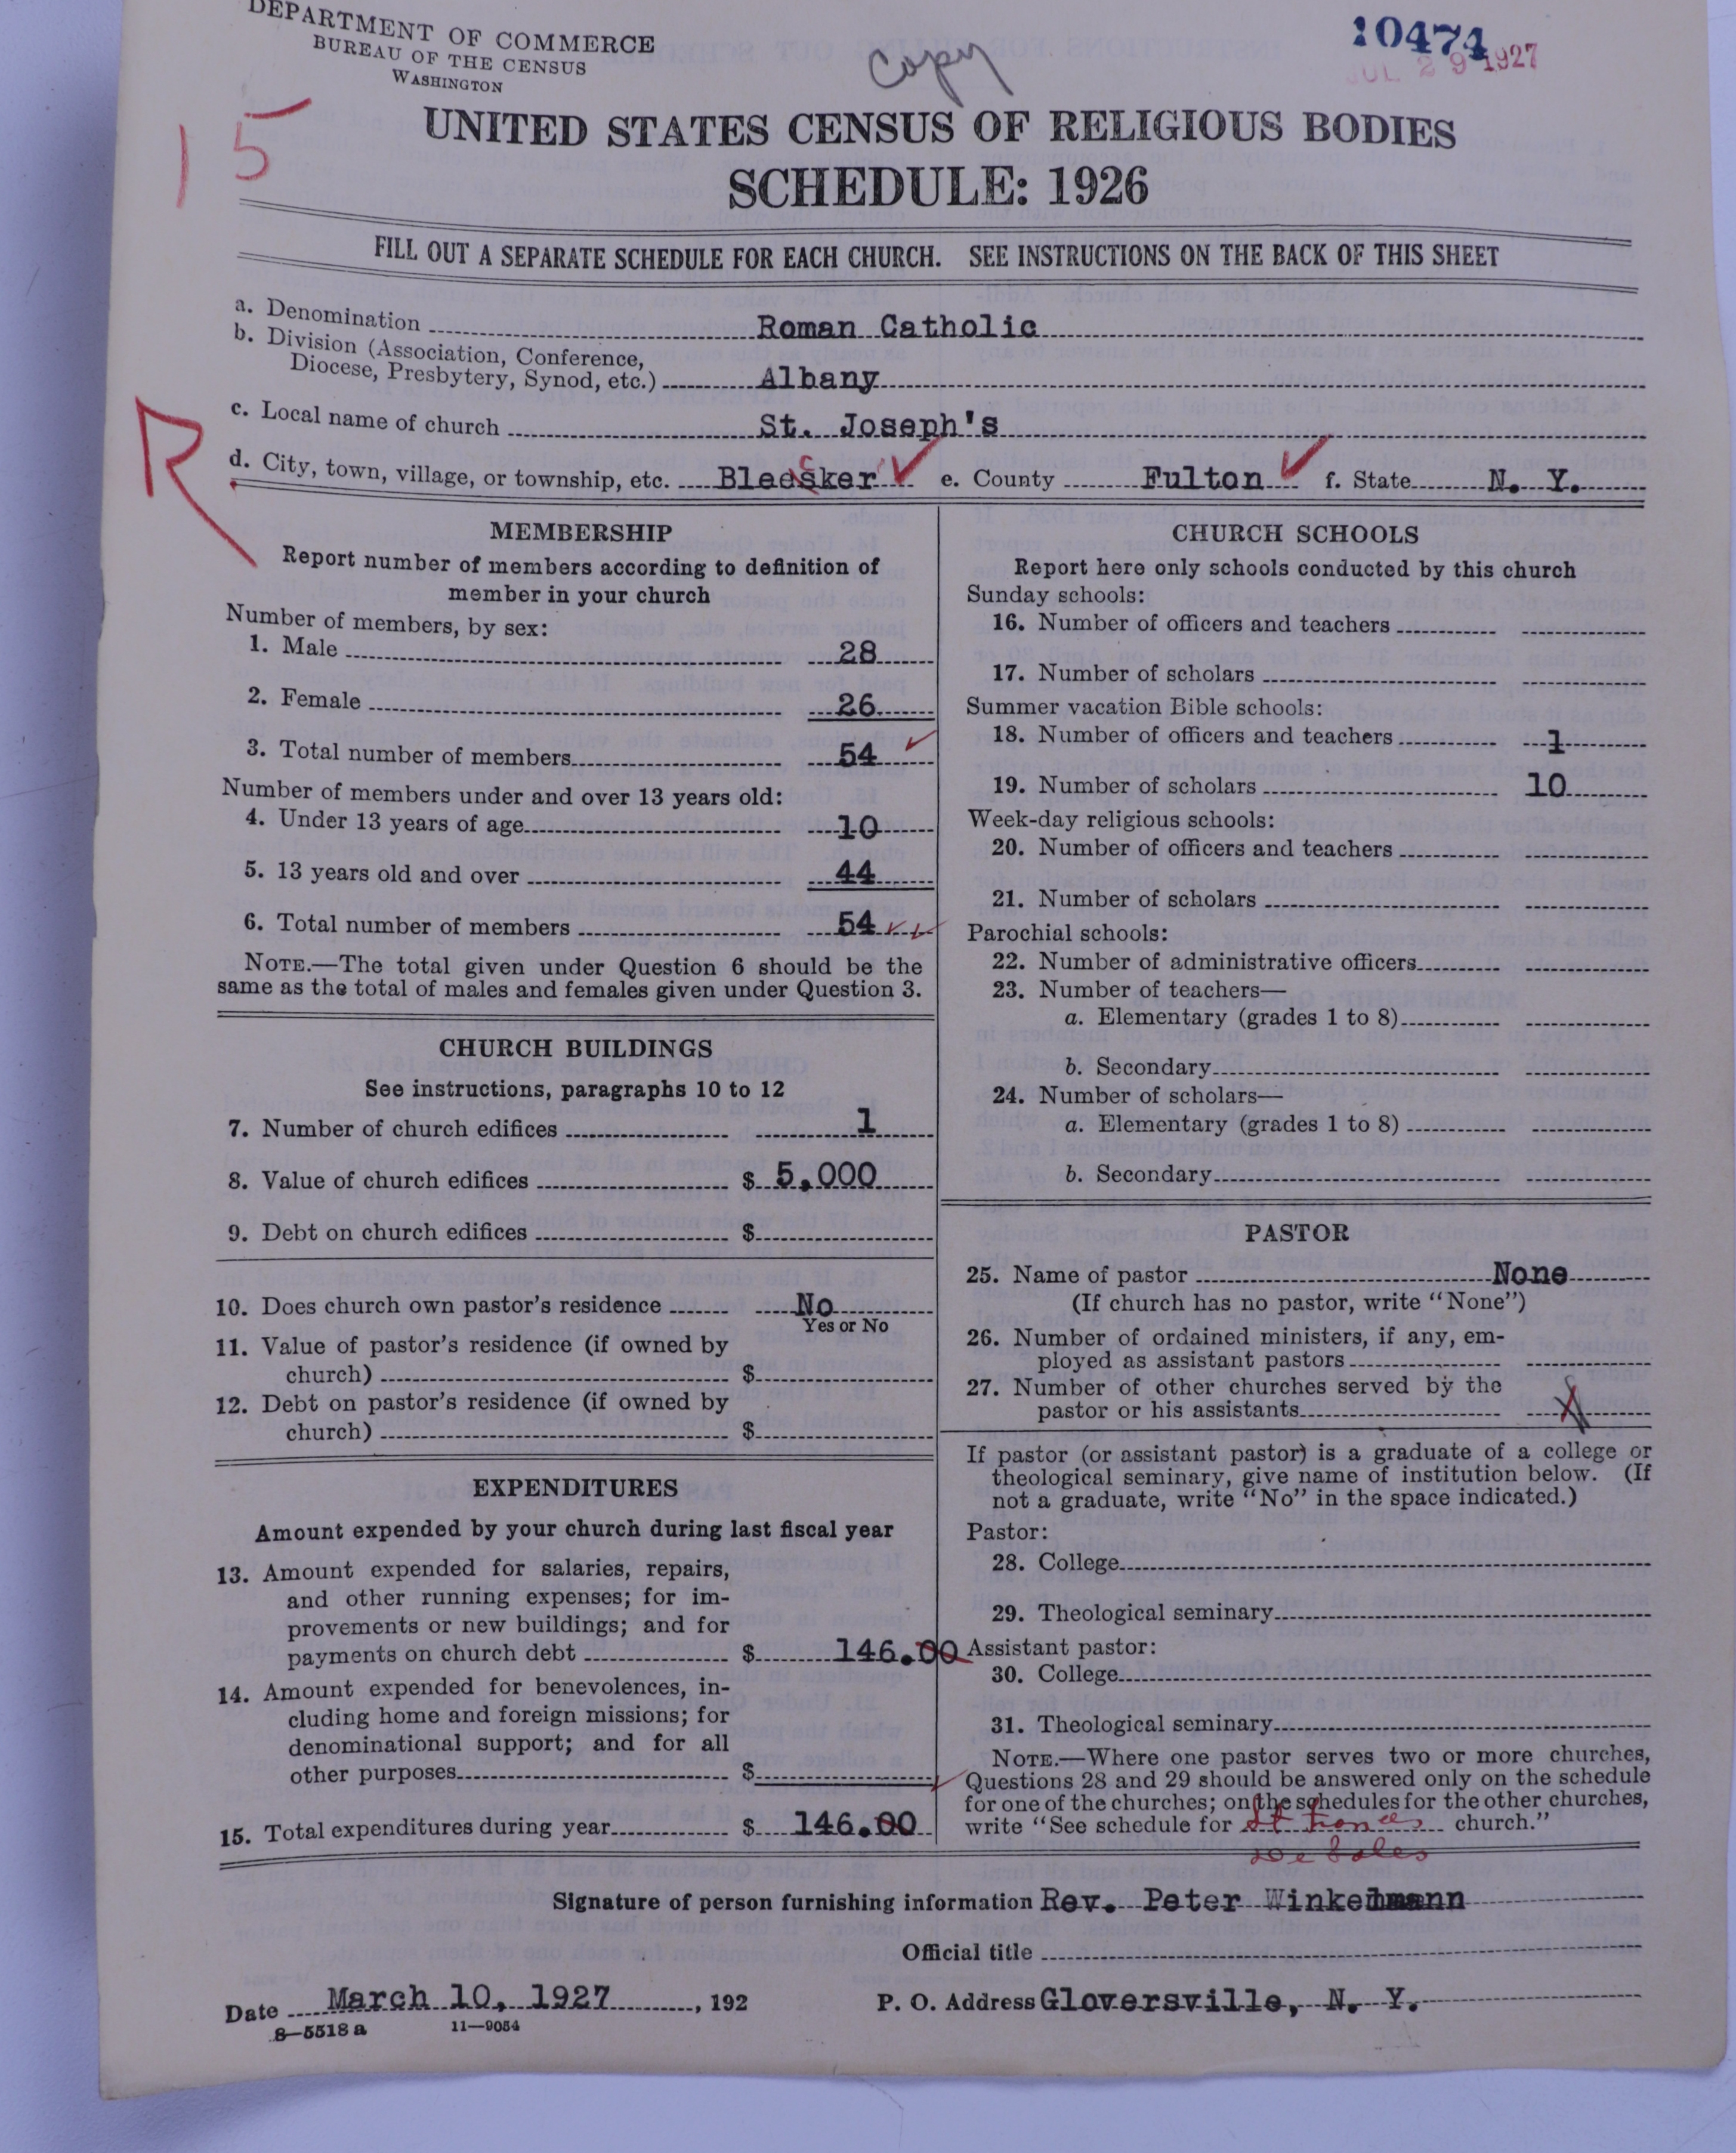 DEPARTMENT OF COMMERCE
BUREAU OF THE CENSUS
WASHINGTON
Copy
10474
JUL 29 1927
15
UNITED STATES CENSUS OF RELIGIOUS BODIES
SCHEDULE: 1926
FILL OUT A SEPARATE SCHEDULE FOR EACH CHURCH. SEE INSTRUCTIONS ON THE BACK OF THIS SHEET
a. Denomination Roman Catholic
b. Division (Association, Conference,
Diocese, Presbytery, Synod, etc.) Albany
c. Local name of church St. Joseph's
R
d. City, town, village, or township, etc. Bleecker e. County Fulton f. State N. Y.
MEMBERSHIP
Report number of members according to definition of
member in your church
Number of members, by sex:
1. Male 28
2. Female 26
3. Total number of members 54
Number of members under and over 13 years old:
4. Under 13 years of age 10
5. 13 years old and over 44
6. Total number of members 54
NOTE.—The total given under Question 6 should be the
same as the total of males and females given under Question 3.
CHURCH BUILDINGS
See instructions, paragraphs 10 to 12
7. Number of church edifices 1
8. Value of church edifices $ 5,000
9. Debt on church edifices $
10. Does church own pastor's residence No
Yes or No
11. Value of pastor's residence (if owned by
church) $
12. Debt on pastor's residence (if owned by
church) $
EXPENDITURES
Amount expended by your church during last fiscal year
13. Amount expended for salaries, repairs,
and other running expenses; for im-
provements or new buildings; and for
payments on church debt $ 146.00
14. Amount expended for benevolences, in-
cluding home and foreign missions; for
denominational support; and for all
other purposes $
15. Total expenditures during year $ 146.00
CHURCH SCHOOLS
Report here only schools conducted by this church
Sunday schools:
16. Number of officers and teachers
17. Number of scholars
Summer vacation Bible schools:
18. Number of officers and teachers 1
19. Number of scholars 10
Week-day religious schools:
20. Number of officers and teachers
21. Number of scholars
Parochial schools:
22. Number of administrative officers
23. Number of teachers—
a. Elementary (grades 1 to 8)
b. Secondary
24. Number of scholars—
a. Elementary (grades 1 to 8)
b. Secondary
PASTOR
25. Name of pastor None
(If church has no pastor, write "None")
26. Number of ordained ministers, if any, em-
ployed as assistant pastors
27. Number of other churches served by the
pastor or his assistants
If pastor (or assistant pastor) is a graduate of a college or
theological seminary, give name of institution below. (If
not a graduate, write "No" in the space indicated.)
Pastor:
28. College
29. Theological seminary
Assistant pastor:
30. College
31. Theological seminary
NOTE.—Where one pastor serves two or more churches,
Questions 28 and 29 should be answered only on the schedule
for one of the churches; on the schedules for the other churches,
write "See schedule for St Frances church."
De Sales
Signature of person furnishing information Rev. Peter Winkelmann
Official title
Date March 10, 1927, 192
P. O. Address Gloversville, N. Y.
8—5518 a 11—9054